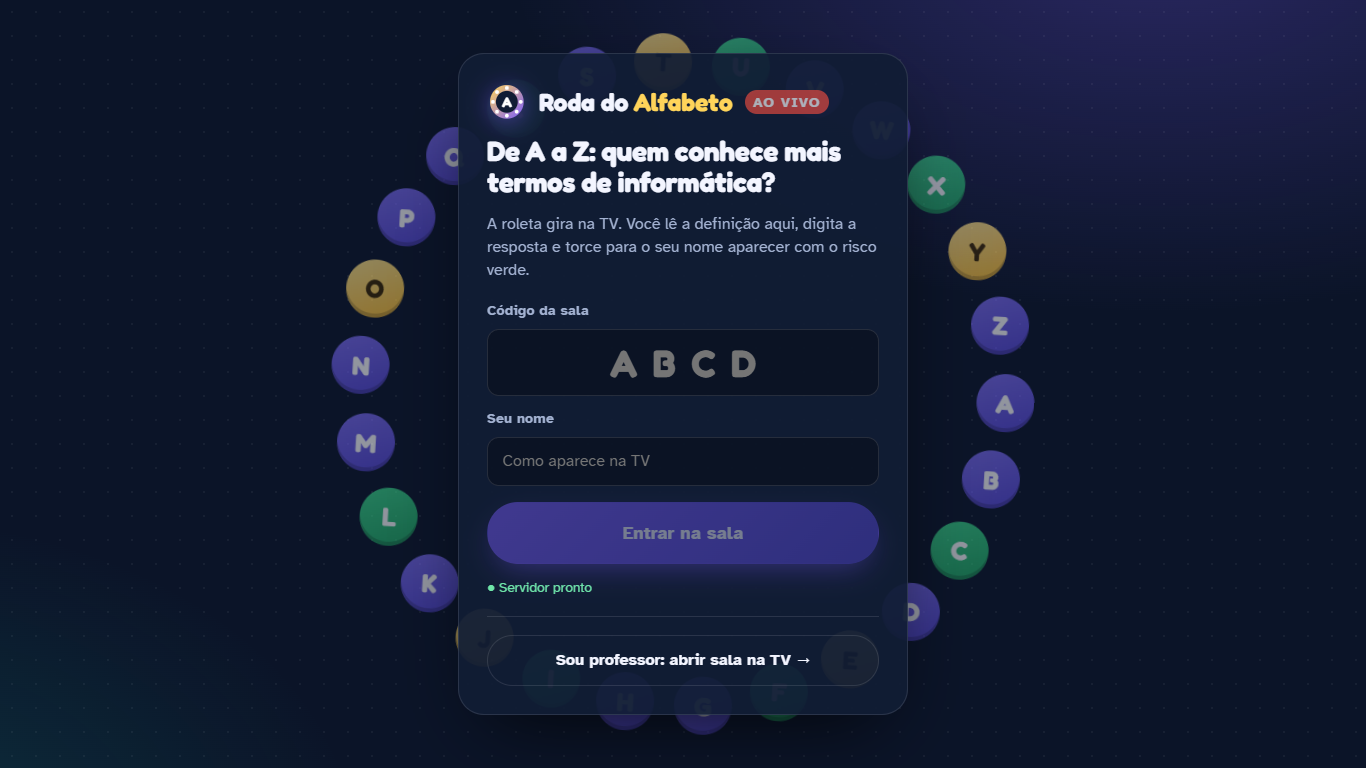 S
T
U
V
W
Q
X
P
Y
O
Z
N
A
M
B
L
C
K
D
J
E
I
F
H
G
A
Roda do Alfabeto
AO VIVO
De A a Z: quem conhece mais
termos de informática?
A roleta gira na TV. Você lê a definição aqui, digita a
resposta e torce para o seu nome aparecer com o risco
verde.
Código da sala
A B C D
Seu nome
Como aparece na TV
Entrar na sala
● Servidor pronto
Sou professor: abrir sala na TV →